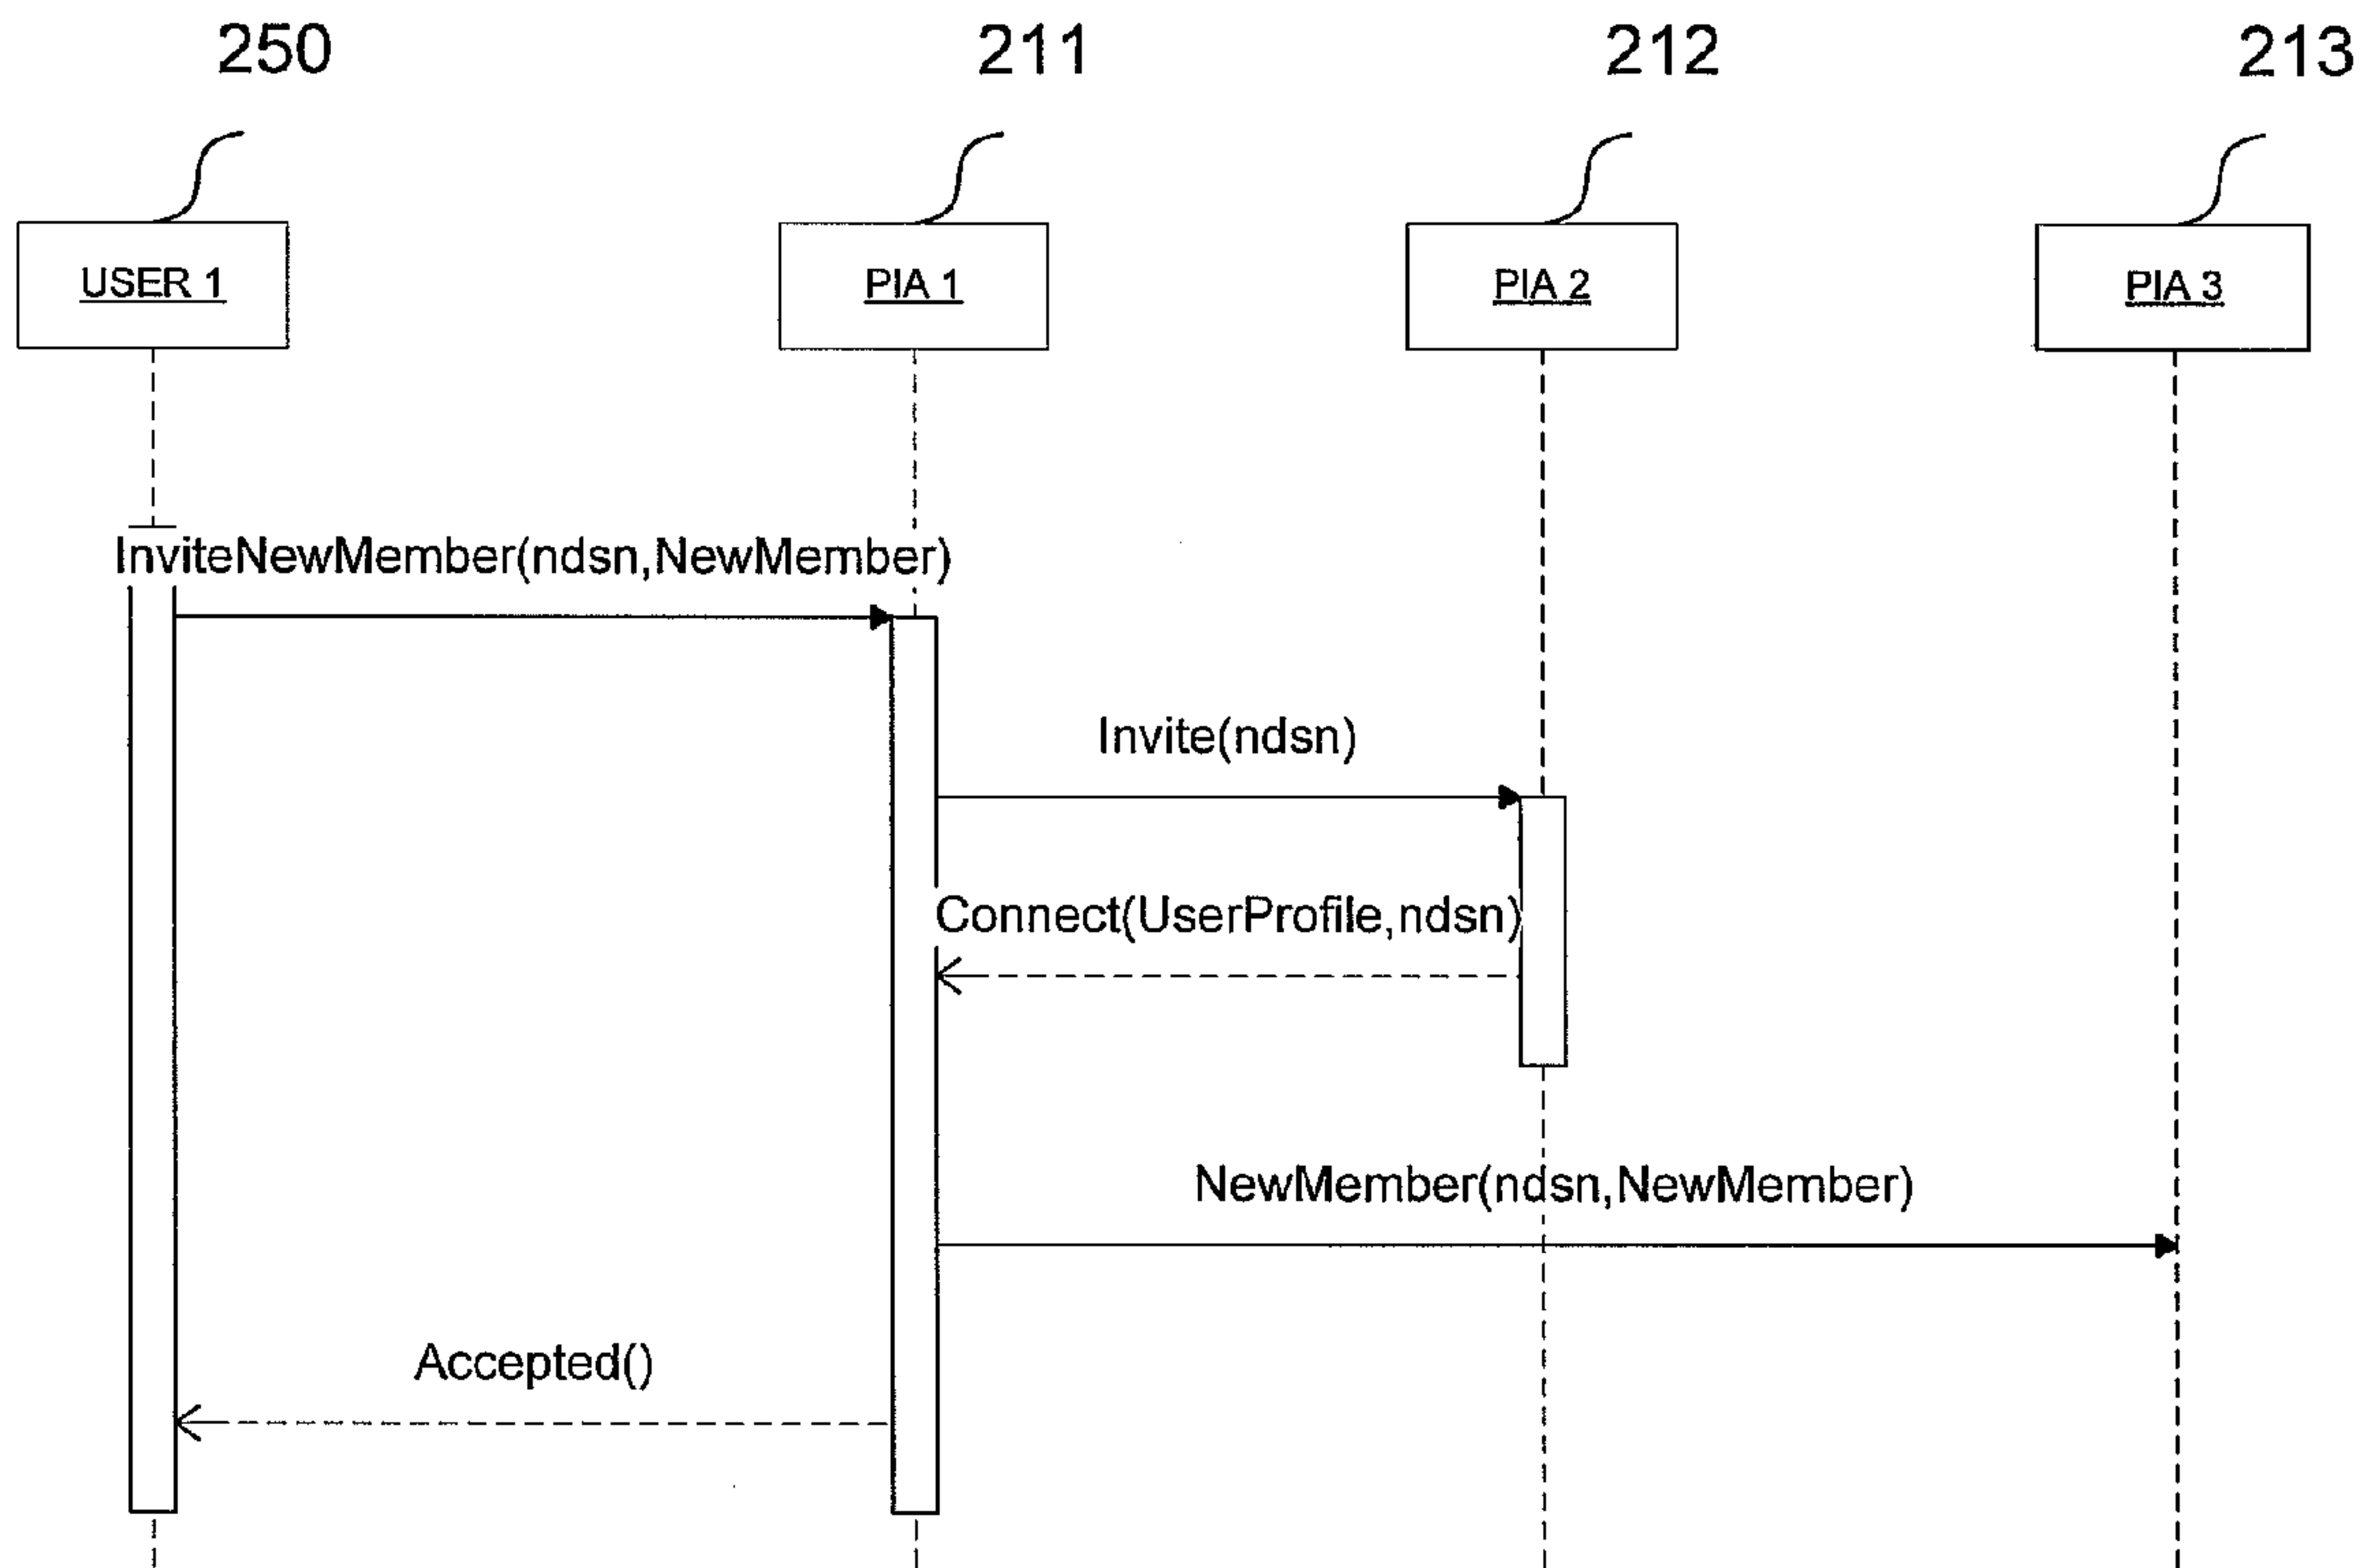 250
211
212
213
USER 1
PIA 1
PIA 2
PIA 3
InviteNewMember(ndsn,NewMember)
Invite(ndsn)
Connect(UserProfile,ndsn)
NewMember(ndsn,NewMember)
Accepted()